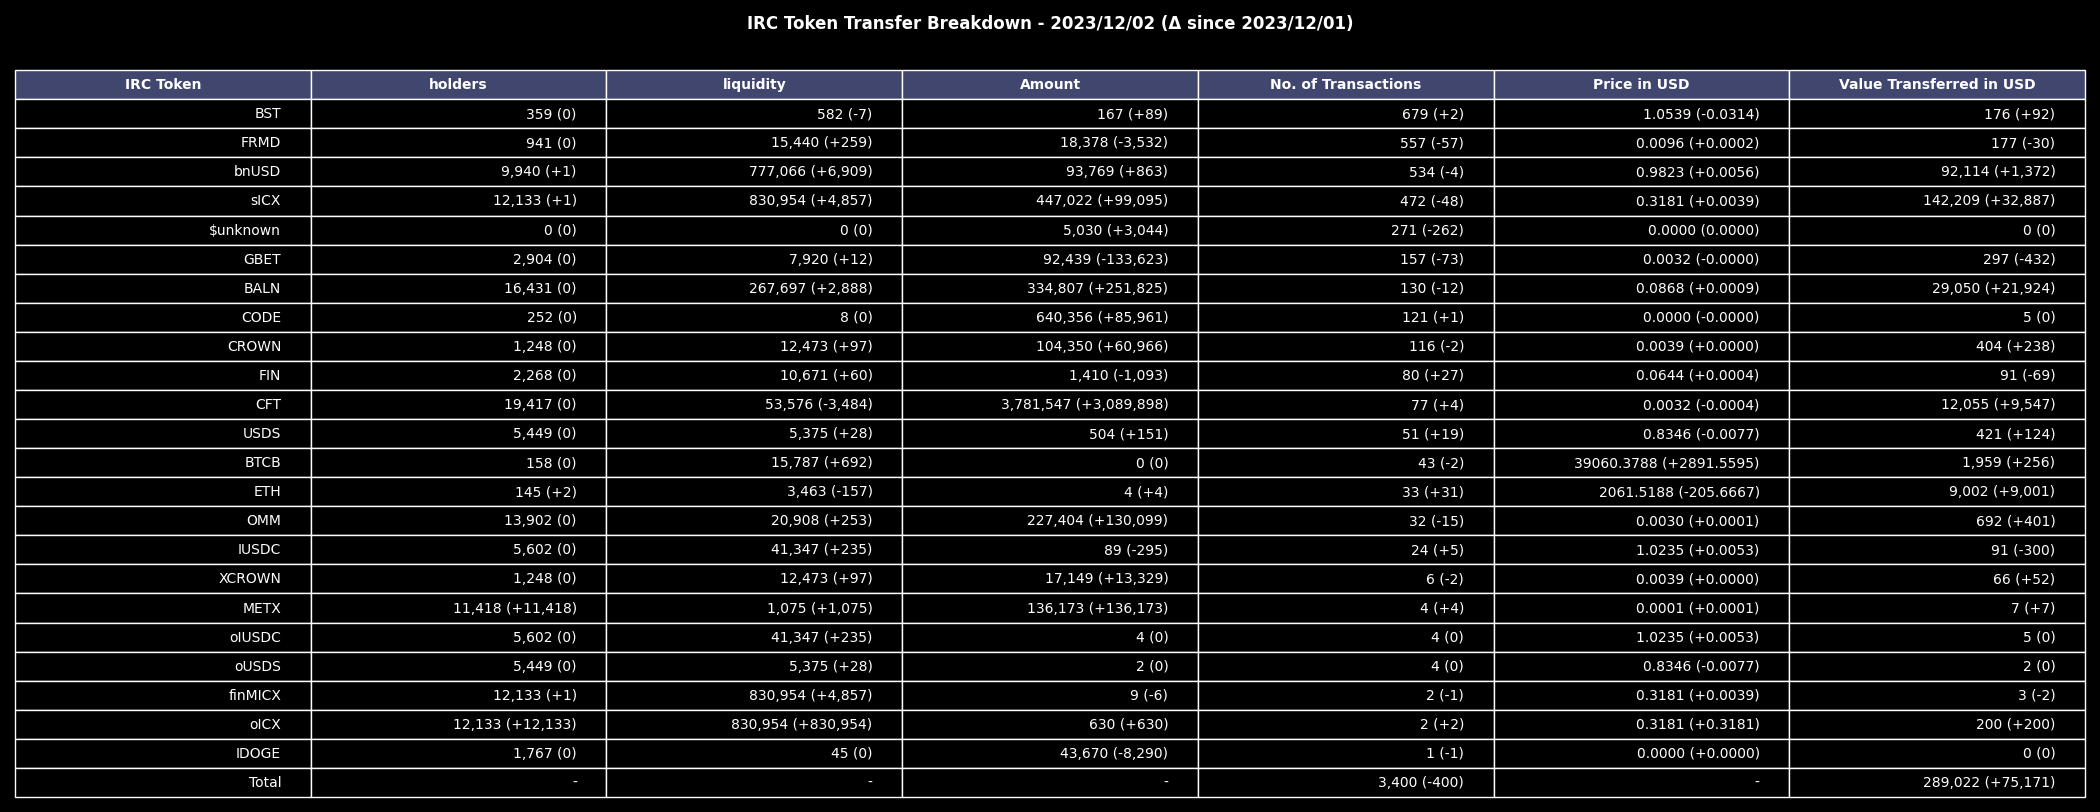 IRC Token Transfer Breakdown - 2023/12/02 (Δ since 2023/12/01)
IRC Token holders liquidity Amount No. of Transactions Price in USD Value Transferred in USD
BST 359 (0) 582 (-7) 167 (+89) 679 (+2) 1.0539 (-0.0314) 176 (+92)
FRMD 941 (0) 15,440 (+259) 18,378 (-3,532) 557 (-57) 0.0096 (+0.0002) 177 (-30)
bnUSD 9,940 (+1) 777,066 (+6,909) 93,769 (+863) 534 (-4) 0.9823 (+0.0056) 92,114 (+1,372)
sICX 12,133 (+1) 830,954 (+4,857) 447,022 (+99,095) 472 (-48) 0.3181 (+0.0039) 142,209 (+32,887)
$unknown 0 (0) 0 (0) 5,030 (+3,044) 271 (-262) 0.0000 (0.0000) 0 (0)
GBET 2,904 (0) 7,920 (+12) 92,439 (-133,623) 157 (-73) 0.0032 (-0.0000) 297 (-432)
BALN 16,431 (0) 267,697 (+2,888) 334,807 (+251,825) 130 (-12) 0.0868 (+0.0009) 29,050 (+21,924)
CODE 252 (0) 8 (0) 640,356 (+85,961) 121 (+1) 0.0000 (-0.0000) 5 (0)
CROWN 1,248 (0) 12,473 (+97) 104,350 (+60,966) 116 (-2) 0.0039 (+0.0000) 404 (+238)
FIN 2,268 (0) 10,671 (+60) 1,410 (-1,093) 80 (+27) 0.0644 (+0.0004) 91 (-69)
CFT 19,417 (0) 53,576 (-3,484) 3,781,547 (+3,089,898) 77 (+4) 0.0032 (-0.0004) 12,055 (+9,547)
USDS 5,449 (0) 5,375 (+28) 504 (+151) 51 (+19) 0.8346 (-0.0077) 421 (+124)
BTCB 158 (0) 15,787 (+692) 0 (0) 43 (-2) 39060.3788 (+2891.5595) 1,959 (+256)
ETH 145 (+2) 3,463 (-157) 4 (+4) 33 (+31) 2061.5188 (-205.6667) 9,002 (+9,001)
OMM 13,902 (0) 20,908 (+253) 227,404 (+130,099) 32 (-15) 0.0030 (+0.0001) 692 (+401)
IUSDC 5,602 (0) 41,347 (+235) 89 (-295) 24 (+5) 1.0235 (+0.0053) 91 (-300)
XCROWN 1,248 (0) 12,473 (+97) 17,149 (+13,329) 6 (-2) 0.0039 (+0.0000) 66 (+52)
METX 11,418 (+11,418) 1,075 (+1,075) 136,173 (+136,173) 4 (+4) 0.0001 (+0.0001) 7 (+7)
oIUSDC 5,602 (0) 41,347 (+235) 4 (0) 4 (0) 1.0235 (+0.0053) 5 (0)
oUSDS 5,449 (0) 5,375 (+28) 2 (0) 4 (0) 0.8346 (-0.0077) 2 (0)
finMICX 12,133 (+1) 830,954 (+4,857) 9 (-6) 2 (-1) 0.3181 (+0.0039) 3 (-2)
oICX 12,133 (+12,133) 830,954 (+830,954) 630 (+630) 2 (+2) 0.3181 (+0.3181) 200 (+200)
IDOGE 1,767 (0) 45 (0) 43,670 (-8,290) 1 (-1) 0.0000 (+0.0000) 0 (0)
Total - - - 3,400 (-400) - 289,022 (+75,171)